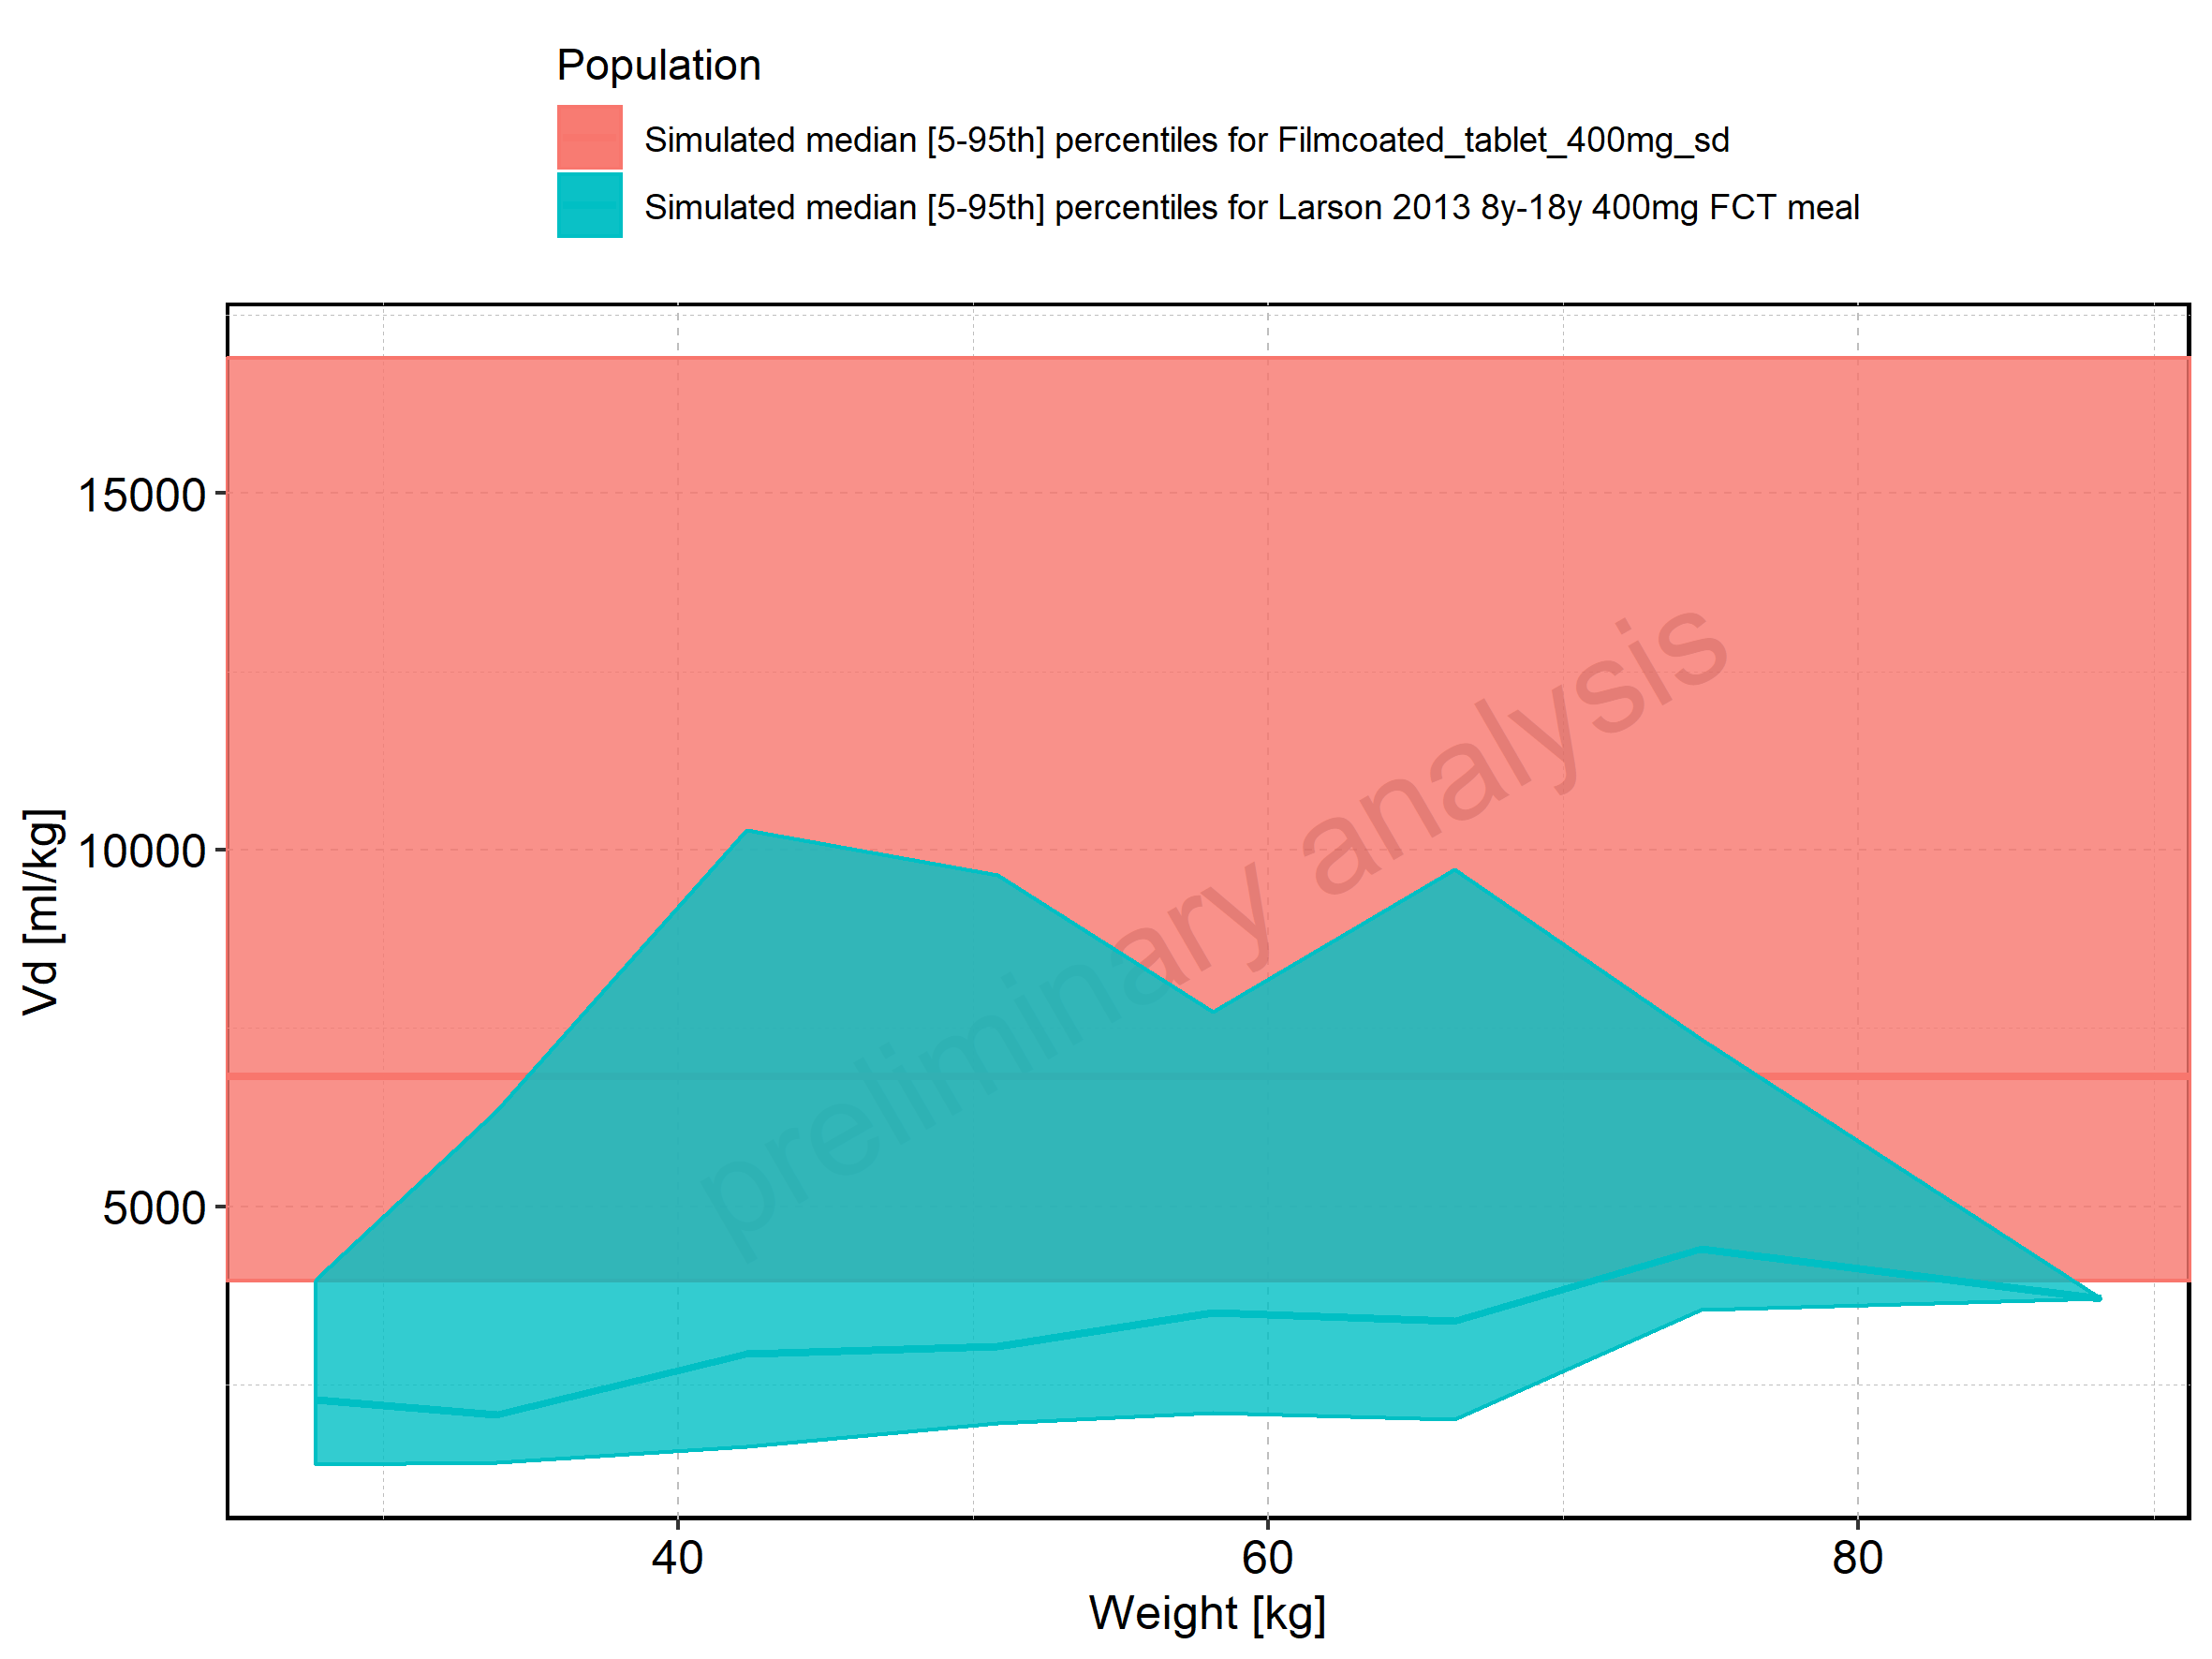 Population
Simulated median [5-95th] percentiles for Filmcoated_tablet_400mg_sd
Simulated median [5-95th] percentiles for Larson 2013 8y-18y 400mg FCT meal
15000
10000
5000
Vd [ml/kg]
preliminary analysis
40 60 80
Weight [kg]